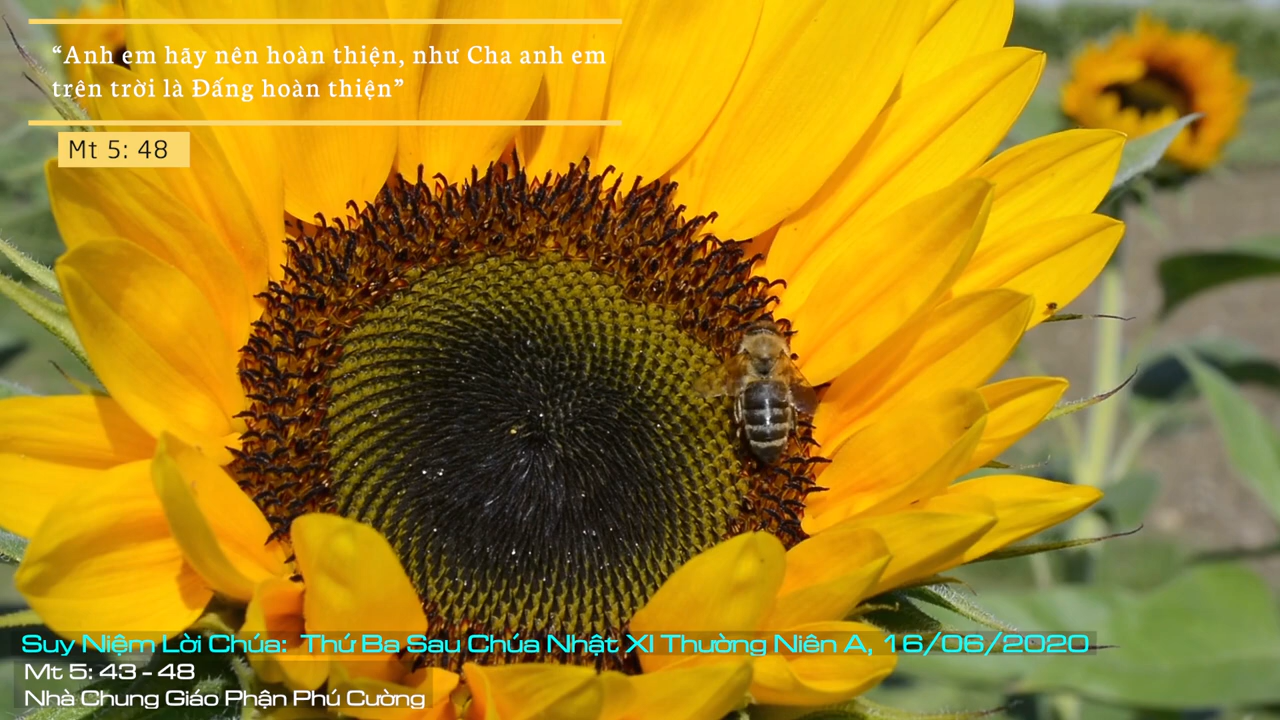 “Anh em hãy nên hoàn thiện, như Cha anh em
trên trời là Đấng hoàn thiện”
Mt 5: 48
Suy Niệm Lời Chúa: Thứ Ba Sau Chúa Nhật XI Thường Niên A, 16/06/2020
Mt 5: 43 - 48
Nhà Chung Giáo Phận Phú Cường